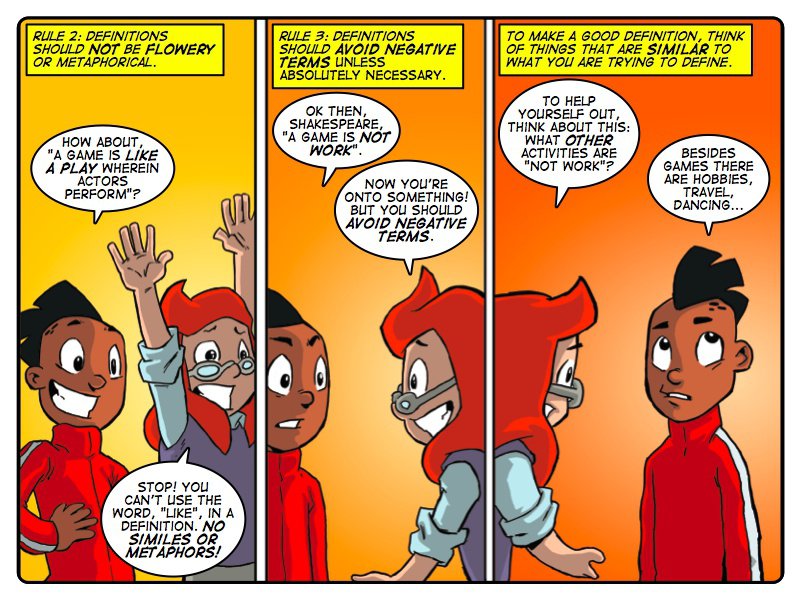 RULE 2: DEFINITIONS
SHOULD NOT BE FLOWERY
OR METAPHORICAL.
HOW ABOUT,
"A GAME IS LIKE
A PLAY WHEREIN
ACTORS
PERFORM"?
STOP! YOU
CAN'T USE THE
WORD, "LIKE", IN A
DEFINITION. NO
SIMILES OR
METAPHORS!
RULE 3: DEFINITIONS
SHOULD AVOID NEGATIVE
TERMS UNLESS
ABSOLUTELY NECESSARY.
OK THEN,
SHAKESPEARE,
"A GAME IS NOT
WORK".
NOW YOU'RE
ONTO SOMETHING!
BUT YOU SHOULD
AVOID NEGATIVE
TERMS.
TO MAKE A GOOD DEFINITION, THINK
OF THINGS THAT ARE SIMILAR TO
WHAT YOU ARE TRYING TO DEFINE.
TO HELP
YOURSELF OUT,
THINK ABOUT THIS:
WHAT OTHER
ACTIVITIES ARE
"NOT WORK"?
BESIDES
GAMES THERE
ARE HOBBIES,
TRAVEL,
DANCING...